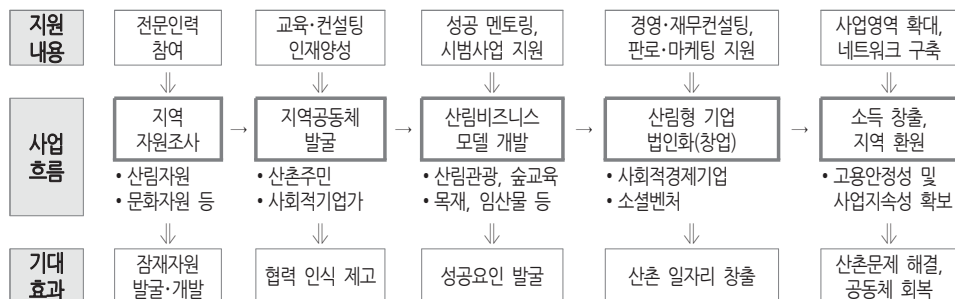 지원
내용
전문인력
참여
교육·컨설팅
인재양성
성공 멘토링,
시범사업 지원
경영·재무컨설팅,
판로·마케팅 지원
사업영역 확대,
네트워크 구축
사업
흐름
지역
자원조사
지역공동체
발굴
산림비즈니스
모델 개발
산림형 기업
법인화(창업)
소득 창출,
지역 환원
• 산림자원
• 문화자원 등
• 산촌주민
• 사회적기업가
• 산림관광, 숲교육
• 목재, 임산물 등
• 사회적경제기업
• 소셜벤처
• 고용안정성 및
사업지속성 확보
기대
효과
잠재자원
발굴·개발
협력 인식 제고
성공요인 발굴
산촌 일자리 창출
산촌문제 해결,
공동체 회복